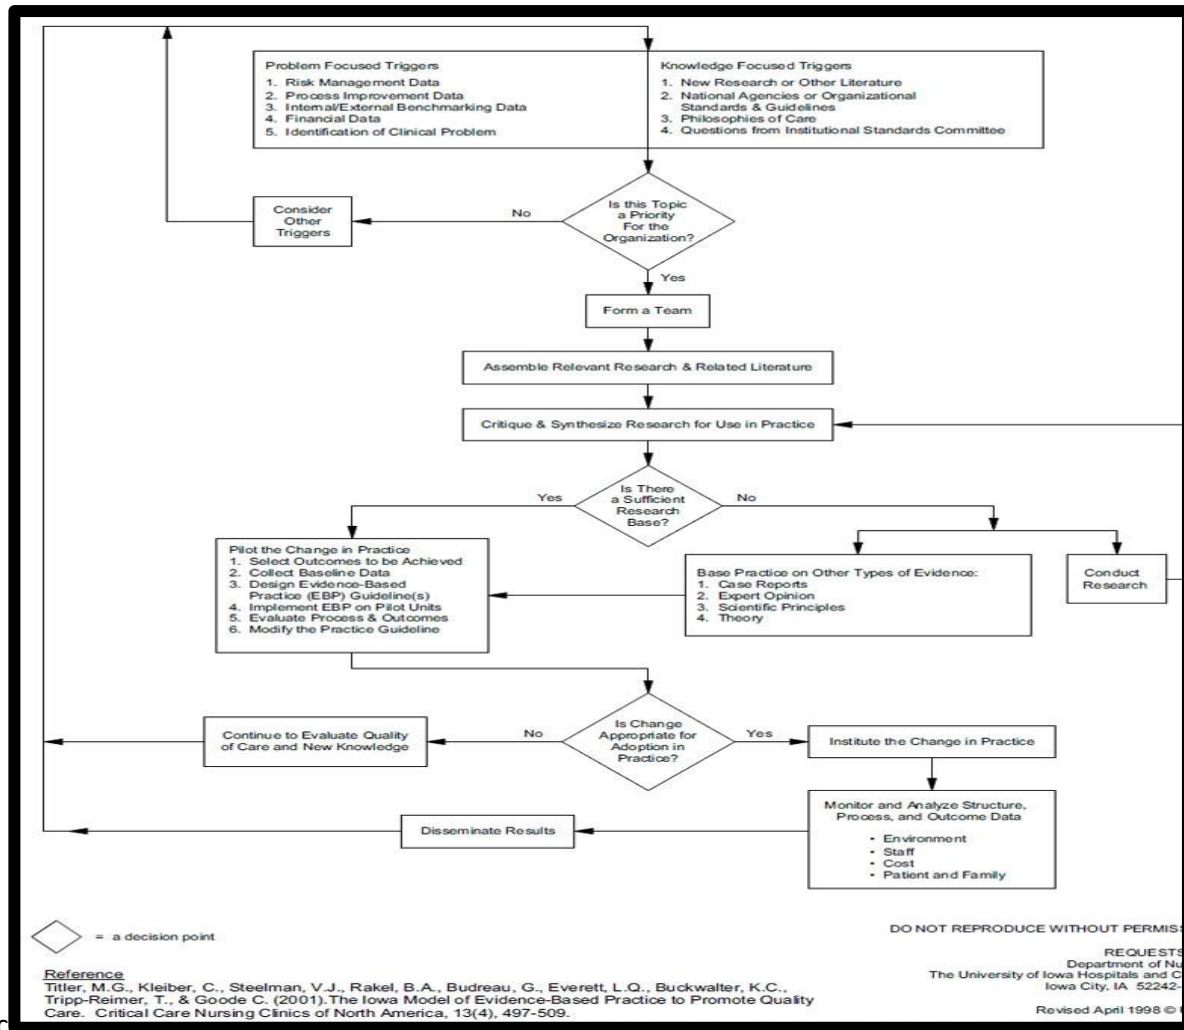 Problem Focused Triggers
1. Risk Management Data
2. Process Improvement Data
3. Internal/External Benchmarking Data
4. Financial Data
5. Identification of Clinical Problem
Knowledge Focused Triggers
1. New Research or Other Literature
2. National Agencies or Organizational
Standards & Guidelines
3. Philosophies of Care
4. Questions from Institutional Standards Committee
Consider
Other
Triggers
No
Is this Topic
a Priority
For the
Organization?
Yes
Form a Team
Assemble Relevant Research & Related Literature
Critique & Synthesize Research for Use in Practice
Yes
Is There
a Sufficient
Research
Base?
No
Pilot the Change in Practice
1. Select Outcomes to be Achieved
2. Collect Baseline Data
3. Design Evidence-Based
Practice (EBP) Guideline(s)
4. Implement EBP on Pilot Units
5. Evaluate Process & Outcomes
6. Modify the Practice Guideline
Base Practice on Other Types of Evidence:
1. Case Reports
2. Expert Opinion
3. Scientific Principles
4. Theory
Conduct
Research
Continue to Evaluate Quality
of Care and New Knowledge
No
Is Change
Appropriate for
Adoption in
Practice?
Yes
Institute the Change in Practice
Monitor and Analyze Structure,
Process, and Outcome Data
• Environment
• Staff
• Cost
• Patient and Family
Disseminate Results
= a decision point
DO NOT REPRODUCE WITHOUT
REQUESTS
Department of
The University of Iowa Hospitals and
Iowa City, IA 52242-
Revised April 1998 ©
Reference
Titler, M.G., Kleiber, C., Steelman, V.J., Rakel, B.A., Budreau, G., Everett, L.Q., Buckwalter, K.C.,
Tripp-Reimer, T., & Goode C. (2001). The Iowa Model of Evidence-Based Practice to Promote Quality
Care. Critical Care Nursing Clinics of North America, 13(4), 497-509.